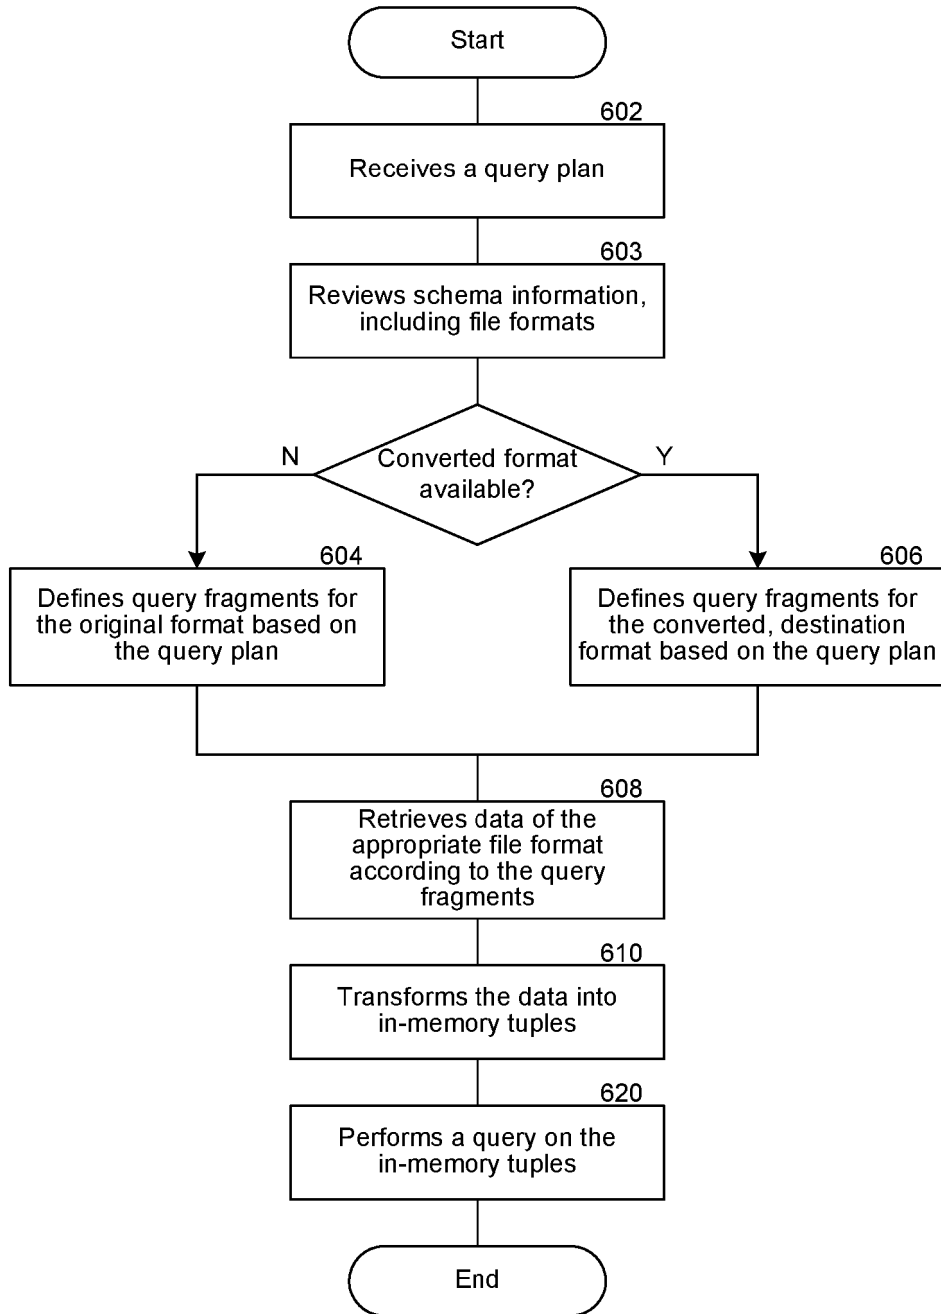 Start
602
Receives a query plan
603
Reviews schema information,
including file formats
N
Converted format
available?
Y
604
Defines query fragments for
the original format based on
the query plan
606
Defines query fragments for
the converted, destination
format based on the query plan
608
Retrieves data of the
appropriate file format
according to the query
fragments
610
Transforms the data into
in-memory tuples
620
Performs a query on the
in-memory tuples
End